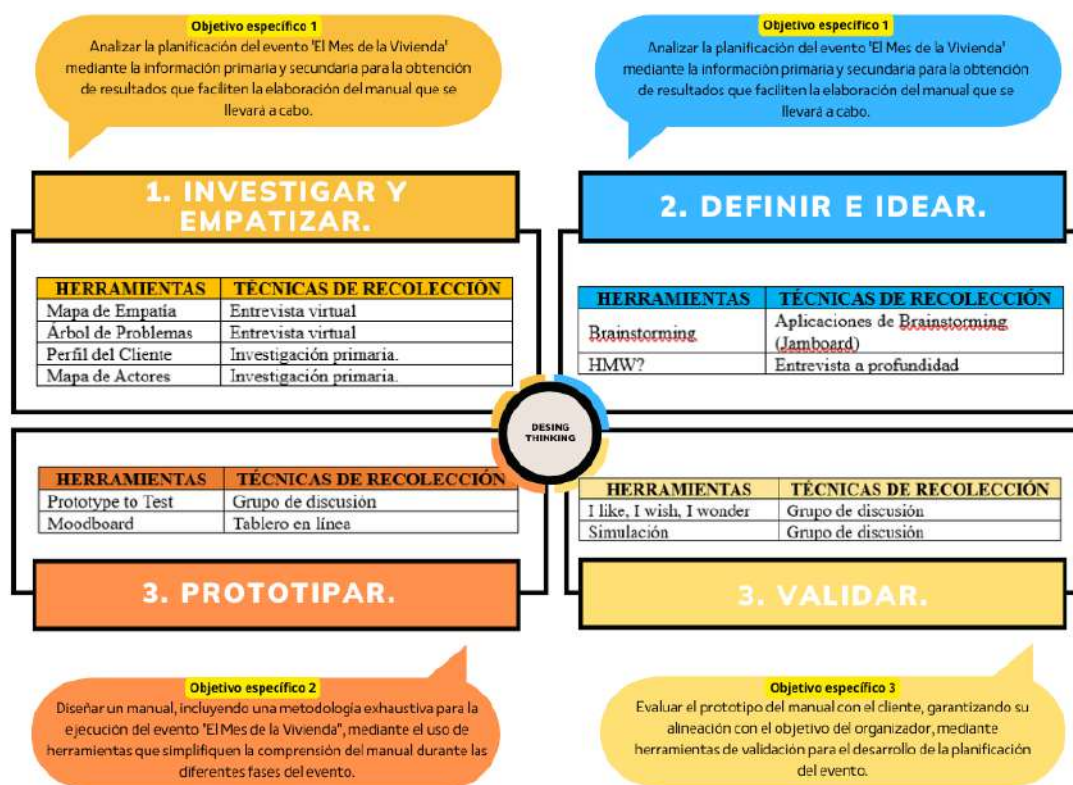 Objetivo específico 1
Analizar la planificación del evento 'El Mes de la Vivienda'
mediante la información primaria y secundaria para la obtención
de resultados que faciliten la elaboración del manual que se
llevará a cabo.
Objetivo específico 1
Analizar la planificación del evento 'El Mes de la Vivienda'
mediante la información primaria y secundaria para la obtención
de resultados que faciliten la elaboración del manual que se
llevará a cabo.
1. INVESTIGAR Y
EMPATIZAR.
2. DEFINIR E IDEAR.
HERRAMIENTAS TÉCNICAS DE RECOLECCIÓN
Mapa de Empatía Entrevista virtual
Árbol de Problemas Entrevista virtual
Perfil del Cliente Investigación primaria.
Mapa de Actores Investigación primaria.
HERRAMIENTAS TÉCNICAS DE RECOLECCIÓN
Brainstorming Aplicaciones de Brainstorming
(Jamboard)
HMW? Entrevista a profundidad
DESING
THINKING
HERRAMIENTAS TÉCNICAS DE RECOLECCIÓN
Prototype to Test Grupo de discusión
Moodboard Tablero en línea
HERRAMIENTAS TÉCNICAS DE RECOLECCIÓN
I like, I wish, I wonder Grupo de discusión
Simulación Grupo de discusión
3. PROTOTIPAR.
3. VALIDAR.
Objetivo específico 2
Diseñar un manual, incluyendo una metodología exhaustiva para la
ejecución del evento "El Mes de la Vivienda", mediante el uso de
herramientas que simplifiquen la comprensión del manual durante las
diferentes fases del evento.
Objetivo específico 3
Evaluar el prototipo del manual con el cliente, garantizando su
alineación con el objetivo del organizador, mediante
herramientas de validación para el desarrollo de la planificación
del evento.